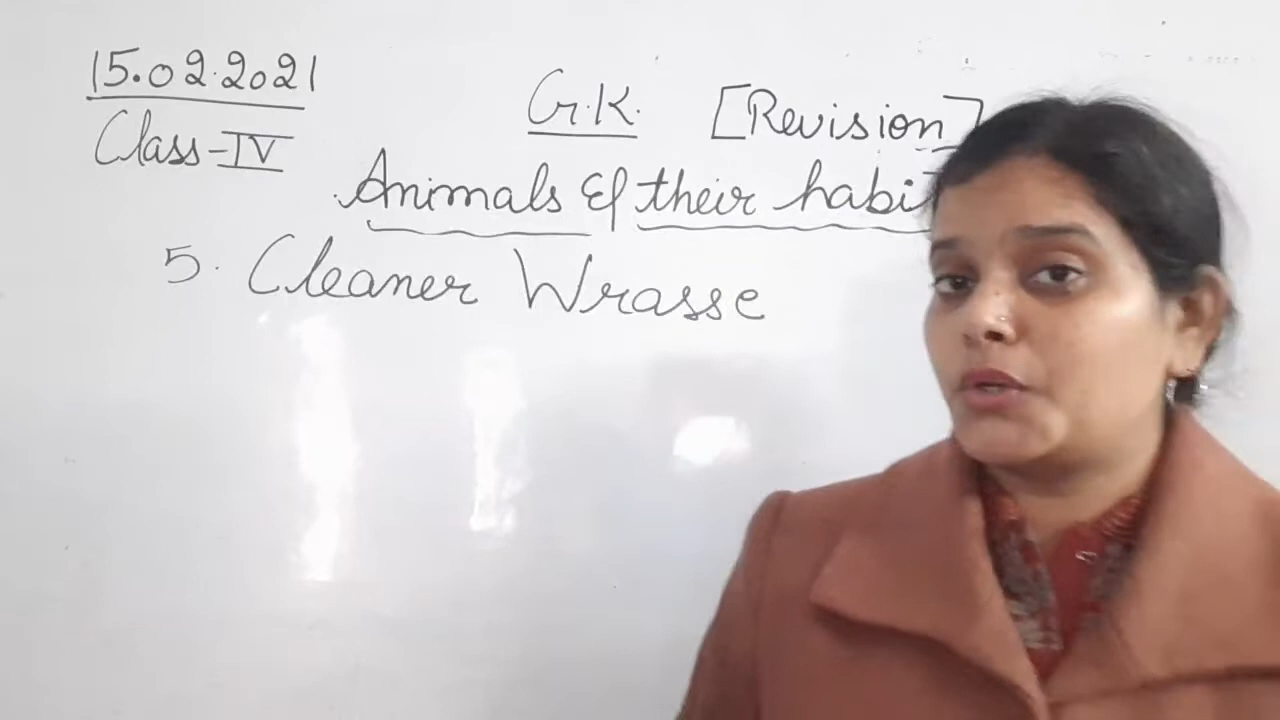 15.02.2021
Class-IV
G.K. [Revision]
Animals & their
5. Cleaner Wrasse